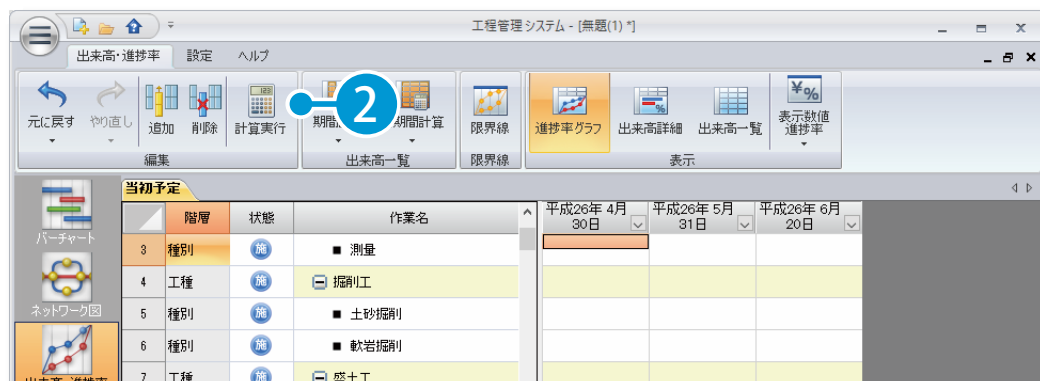 工程管理 システム - [無題(1) *]
出来高・進捗率 設定 ヘルプ
元に戻す やり直し 追加 削除 計算実行 期間 期間計算 限界線 進捗率グラフ 出来高詳細 出来高一覧 ¥% 表示数値
進捗率
編集 出来高一覧 限界線 表示
2
当初予定
階層 状態 作業名 平成26年 4月 平成26年 5月 平成26年 6月
30日 31日 20日
バーチャート
3 種別 施 ■ 測量
4 工種 施 掘削工
ネットワーク図
5 種別 施 ■ 土砂掘削
6 種別 施 ■ 軟岩掘削
7 工種 施 盛土工
出来高・進捗率